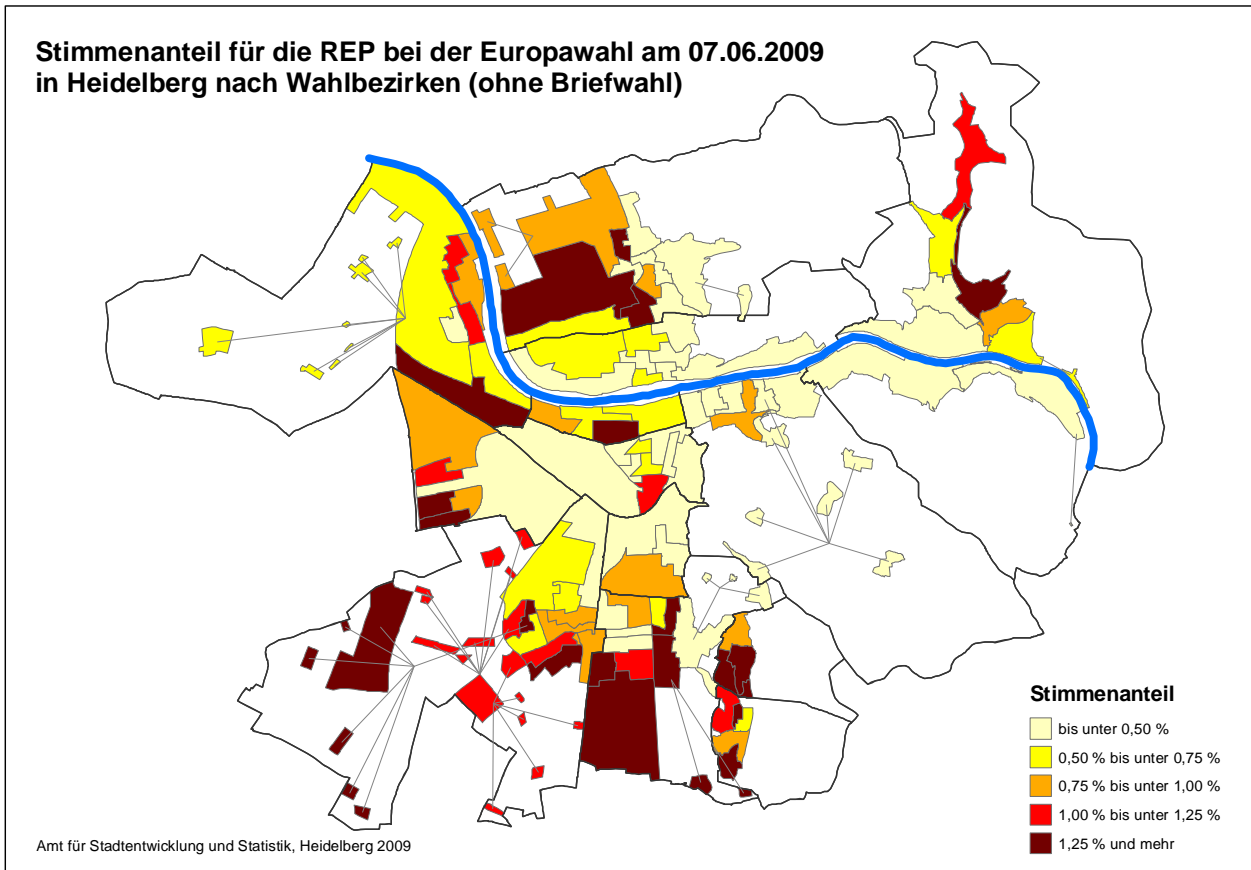 Stimmenanteil für die REP bei der Europawahl am 07.06.2009
in Heidelberg nach Wahlbezirken (ohne Briefwahl)
Stimmenanteil
bis unter 0,50 %
0,50 % bis unter 0,75 %
0,75 % bis unter 1,00 %
1,00 % bis unter 1,25 %
1,25 % und mehr
Amt für Stadtentwicklung und Statistik, Heidelberg 2009